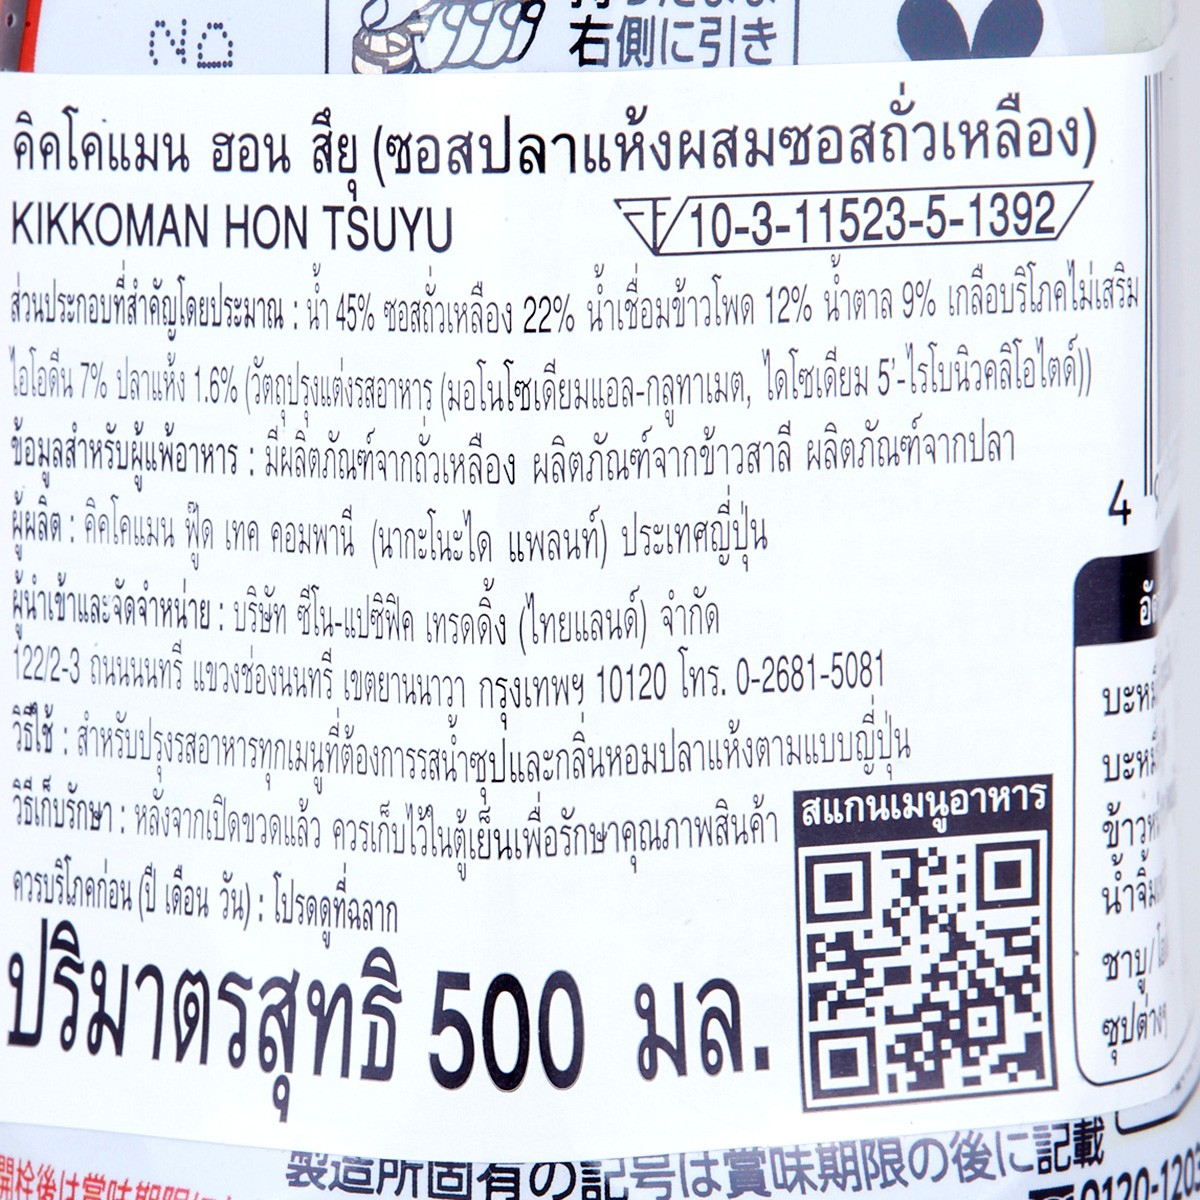 NO
右側に引き
คิคโคแมน ฮอน สึยุ (ซอสปลาแห้งผสมซอสถั่วเหลือง)
KIKKOMAN HON TSUYU
10-3-11523-5-1392
ส่วนประกอบที่สำคัญโดยประมาณ : น้ำ 45% ซอสถั่วเหลือง 22% น้ำเชื่อมข้าวโพด 12% น้ำตาล 9% เกลือบริโภคไม่เสริม
ไอโอดีน 7% ปลาแห้ง 1.6% (วัตถุปรุงแต่งรสอาหาร (มอโนโซเดียมแอล-กลูทาเมต, ไดโซเดียม 5'-ไรโบนิวคลิโอไตด์))
ข้อมูลสำหรับผู้แพ้อาหาร : มีผลิตภัณฑ์จากถั่วเหลือง ผลิตภัณฑ์จากข้าวสาลี ผลิตภัณฑ์จากปลา
ผู้ผลิต : คิคโคแมน ฟู๊ด เทค คอมพานี (นากะโนะได แพลนท์) ประเทศญี่ปุ่น
ผู้นำเข้าและจัดจำหน่าย : บริษัท ซีโน-แปซิฟิค เทรดดิ้ง (ไทยแลนด์) จำกัด
122/2-3 ถนนนนทรี แขวงช่องนนทรี เขตยานนาวา กรุงเทพฯ 10120 โทร. 0-2681-5081
วิธีใช้ : สำหรับปรุงรสอาหารทุกเมนูที่ต้องการรสน้ำซุปและกลิ่นหอมปลาแห้งตามแบบญี่ปุ่น
วิธีเก็บรักษา : หลังจากเปิดขวดแล้ว ควรเก็บไว้ในตู้เย็นเพื่อรักษาคุณภาพสินค้า
ควรบริโภคก่อน (ปี เดือน วัน) : โปรดดูที่ฉลาก
ปริมาตรสุทธิ 500 มล.
สแกนเมนูอาหาร
4
ชาบู/
ซุปต่างๆ
製造所固有の記号は賞味期限の後に記載
開栓後は賞味期限に
0120-120